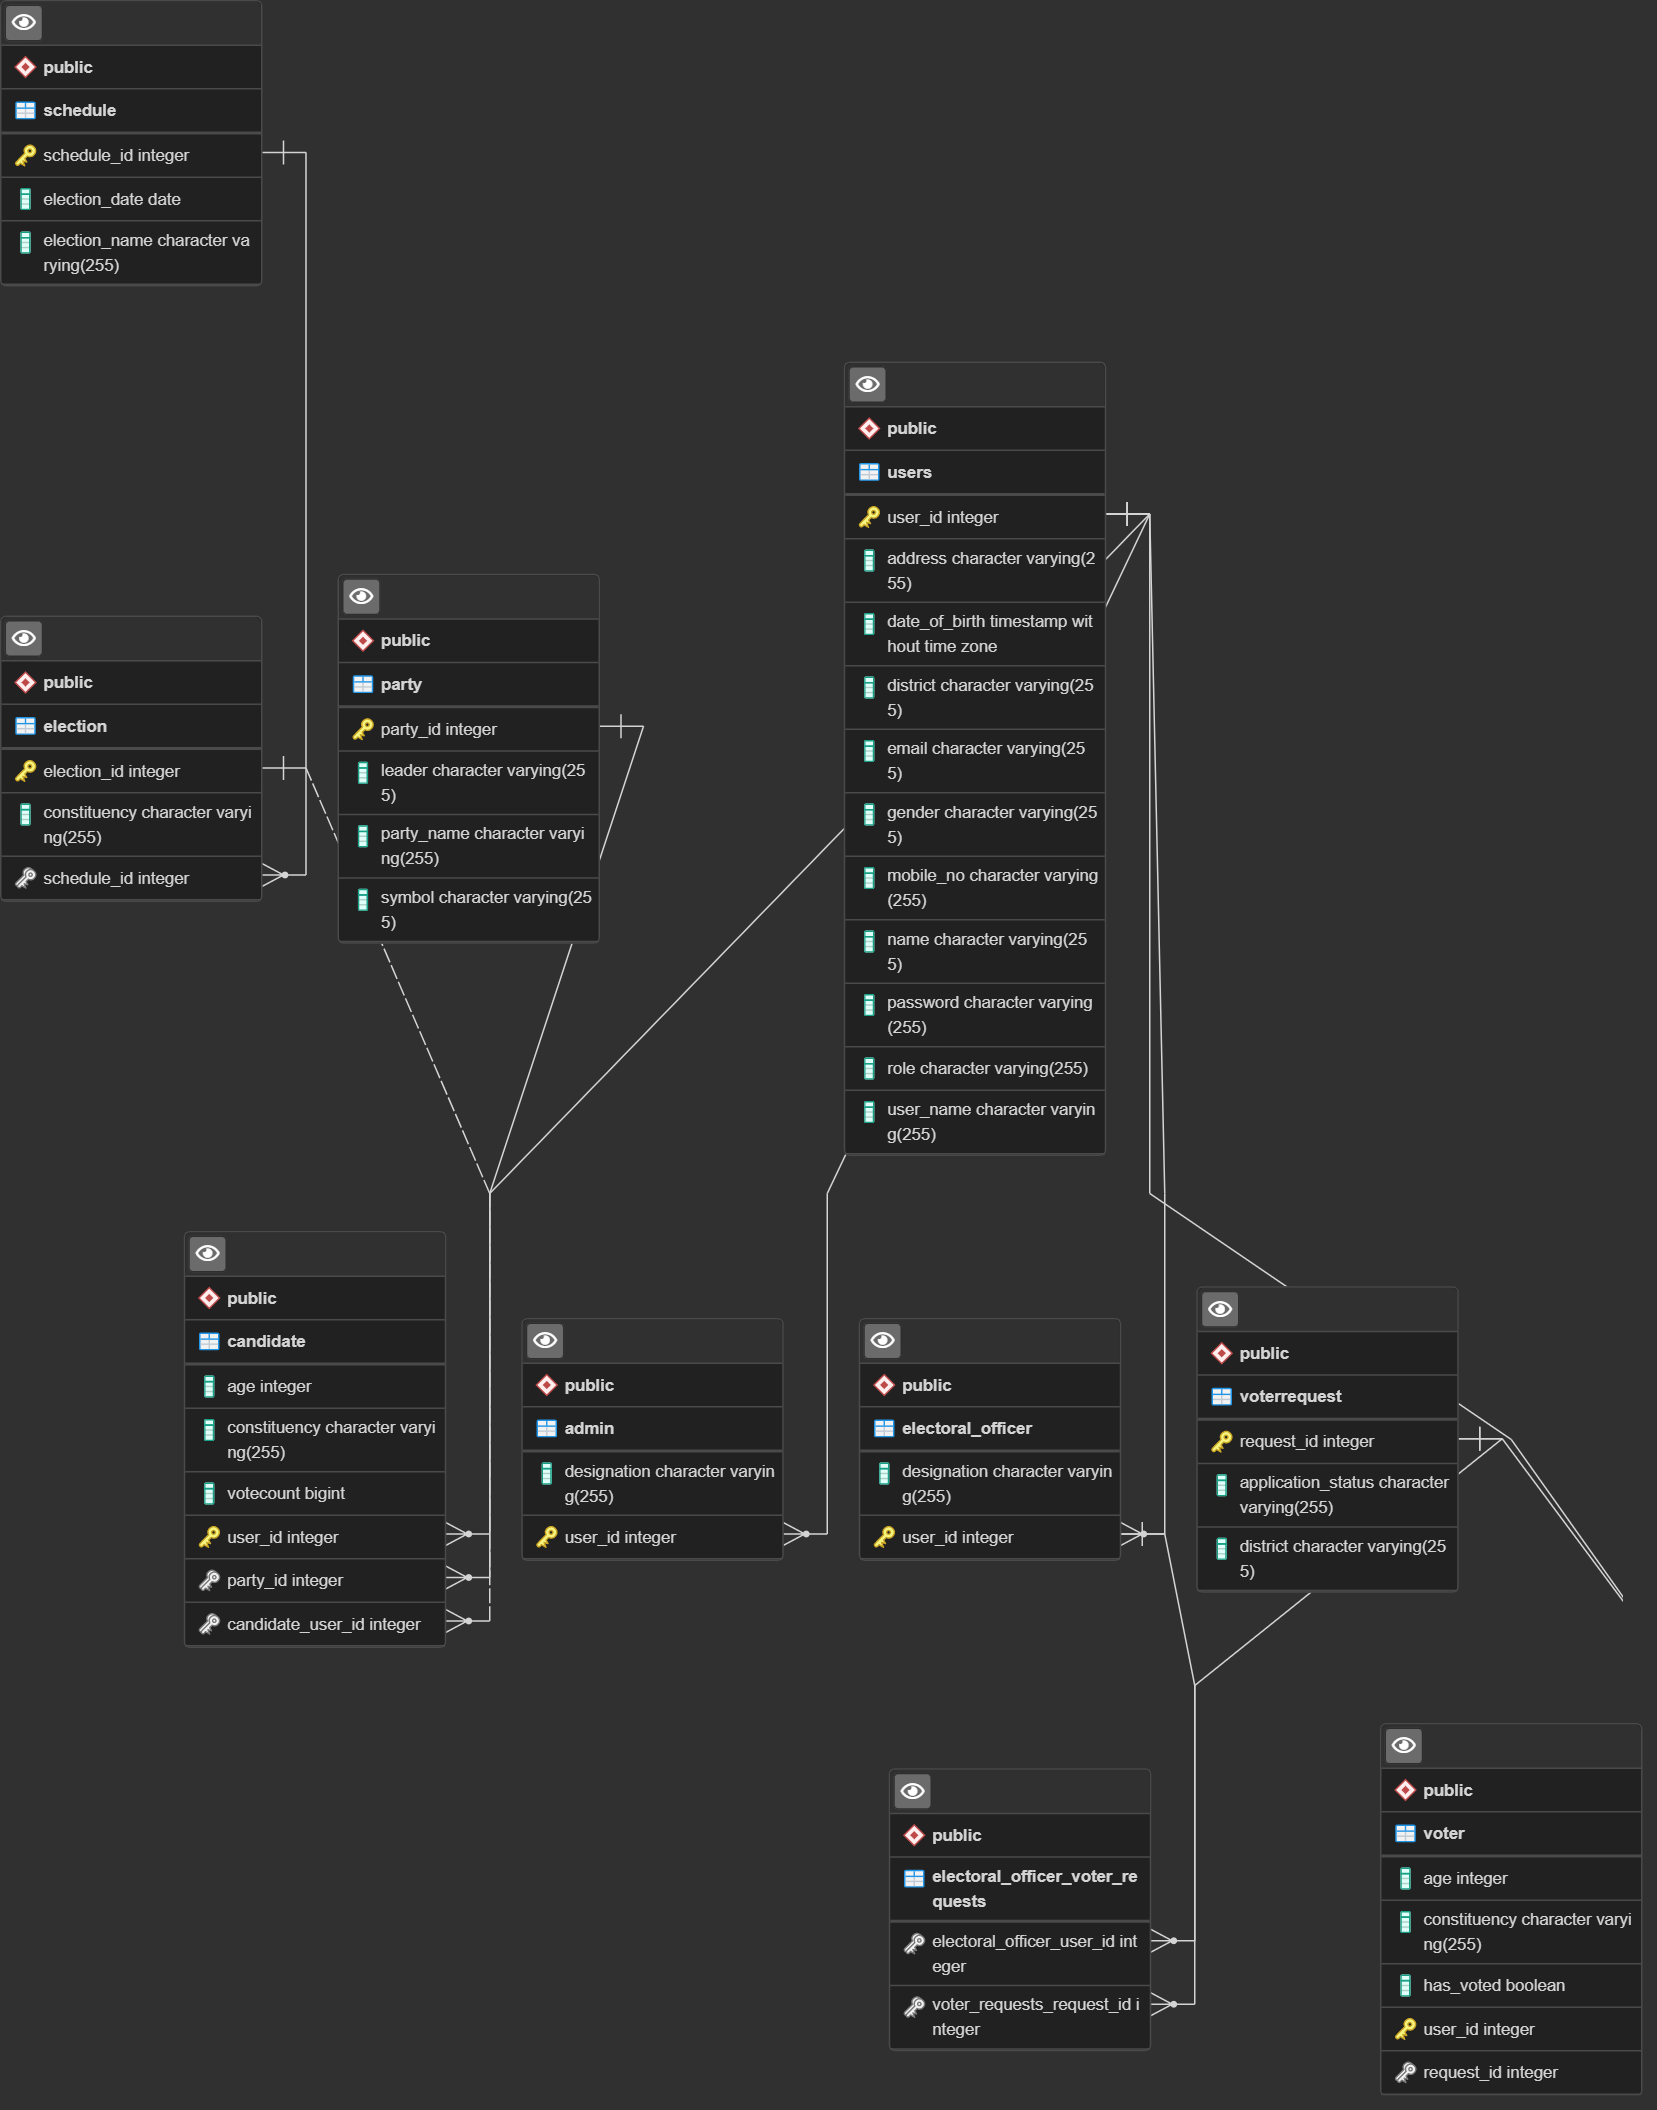 public
schedule
schedule_id integer
election_date date
election_name character va
rying(255)
public
users
user_id integer
address character varying(2
55)
date_of_birth timestamp wit
hout time zone
district character varying(25
5)
email character varying(25
5)
gender character varying(25
5)
mobile_no character varying
(255)
name character varying(25
5)
password character varying
(255)
role character varying(255)
user_name character varyin
g(255)
public
party
party_id integer
leader character varying(25
5)
party_name character varyi
ng(255)
symbol character varying(25
5)
public
election
election_id integer
constituency character varyi
ng(255)
schedule_id integer
public
candidate
age integer
constituency character varyi
ng(255)
votecount bigint
user_id integer
party_id integer
candidate_user_id integer
public
admin
designation character varyin
g(255)
user_id integer
public
electoral_officer
designation character varyin
g(255)
user_id integer
public
voterrequest
request_id integer
application_status character
varying(255)
district character varying(25
5)
public
electoral_officer_voter_re
quests
electoral_officer_user_id int
eger
voter_requests_request_id i
nteger
public
voter
age integer
constituency character varyi
ng(255)
has_voted boolean
user_id integer
request_id integer